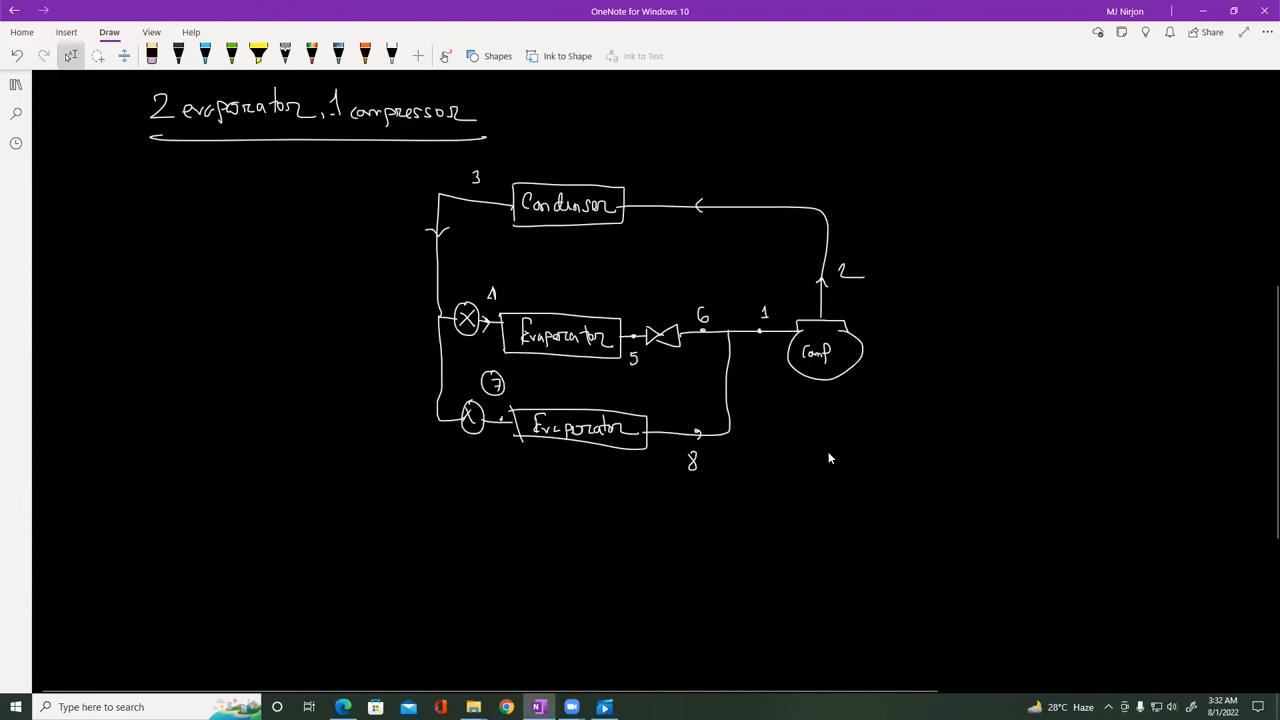 OneNote for Windows 10
MJ Nirjon
Home Insert Draw View Help
Share
Shapes Ink to Shape Ink to Text
2 evaporator, 1 compressor
3
Condenser
2
4
6 1
Evaporator
Comp
5
7
Evaporator
8
Type here to search
28°C Haze
3:32 AM
8/1/2022